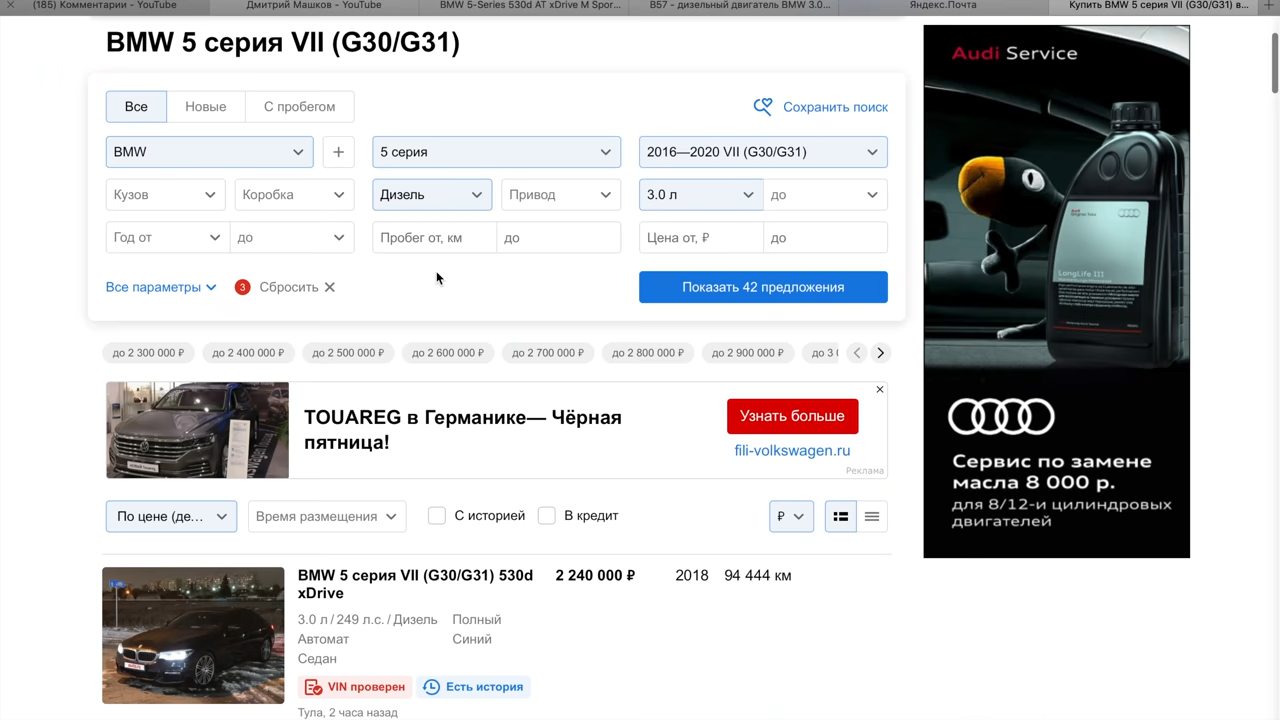 (185) Комментарии - YouTube
Дмитрий Машков - YouTube
BMW 5-Series 530d AT xDrive M Spor...
B57 - дизельный двигатель BMW 3.0...
Яндекс.Почта
Купить BMW 5 серия VII (G30/G31) в...
BMW 5 серия VII (G30/G31)
Все
Новые
С пробегом
Сохранить поиск
BMW
5 серия
2016—2020 VII (G30/G31)
Кузов
Коробка
Дизель
Привод
3.0 л
до
Год от
до
Пробег от, км
до
Цена от, ₽
до
Все параметры
3
Сбросить
Показать 42 предложения
до 2 300 000 ₽
до 2 400 000 ₽
до 2 500 000 ₽
до 2 600 000 ₽
до 2 700 000 ₽
до 2 800 000 ₽
до 2 900 000 ₽
TOUAREG в Германике— Чёрная
пятница!
Узнать больше
fili-volkswagen.ru
Реклама
По цене (де...
Время размещения
С историей
В кредит
₽
BMW 5 серия VII (G30/G31) 530d
xDrive
2 240 000 ₽
2018
94 444 км
3.0 л / 249 л.с. / Дизель
Полный
Автомат
Синий
Седан
VIN проверен
Есть история
Тула, 2 часа назад
Audi Service
LongLife III
Сервис по замене
масла 8 000 р.
для 8/12-и цилиндровых
двигателей